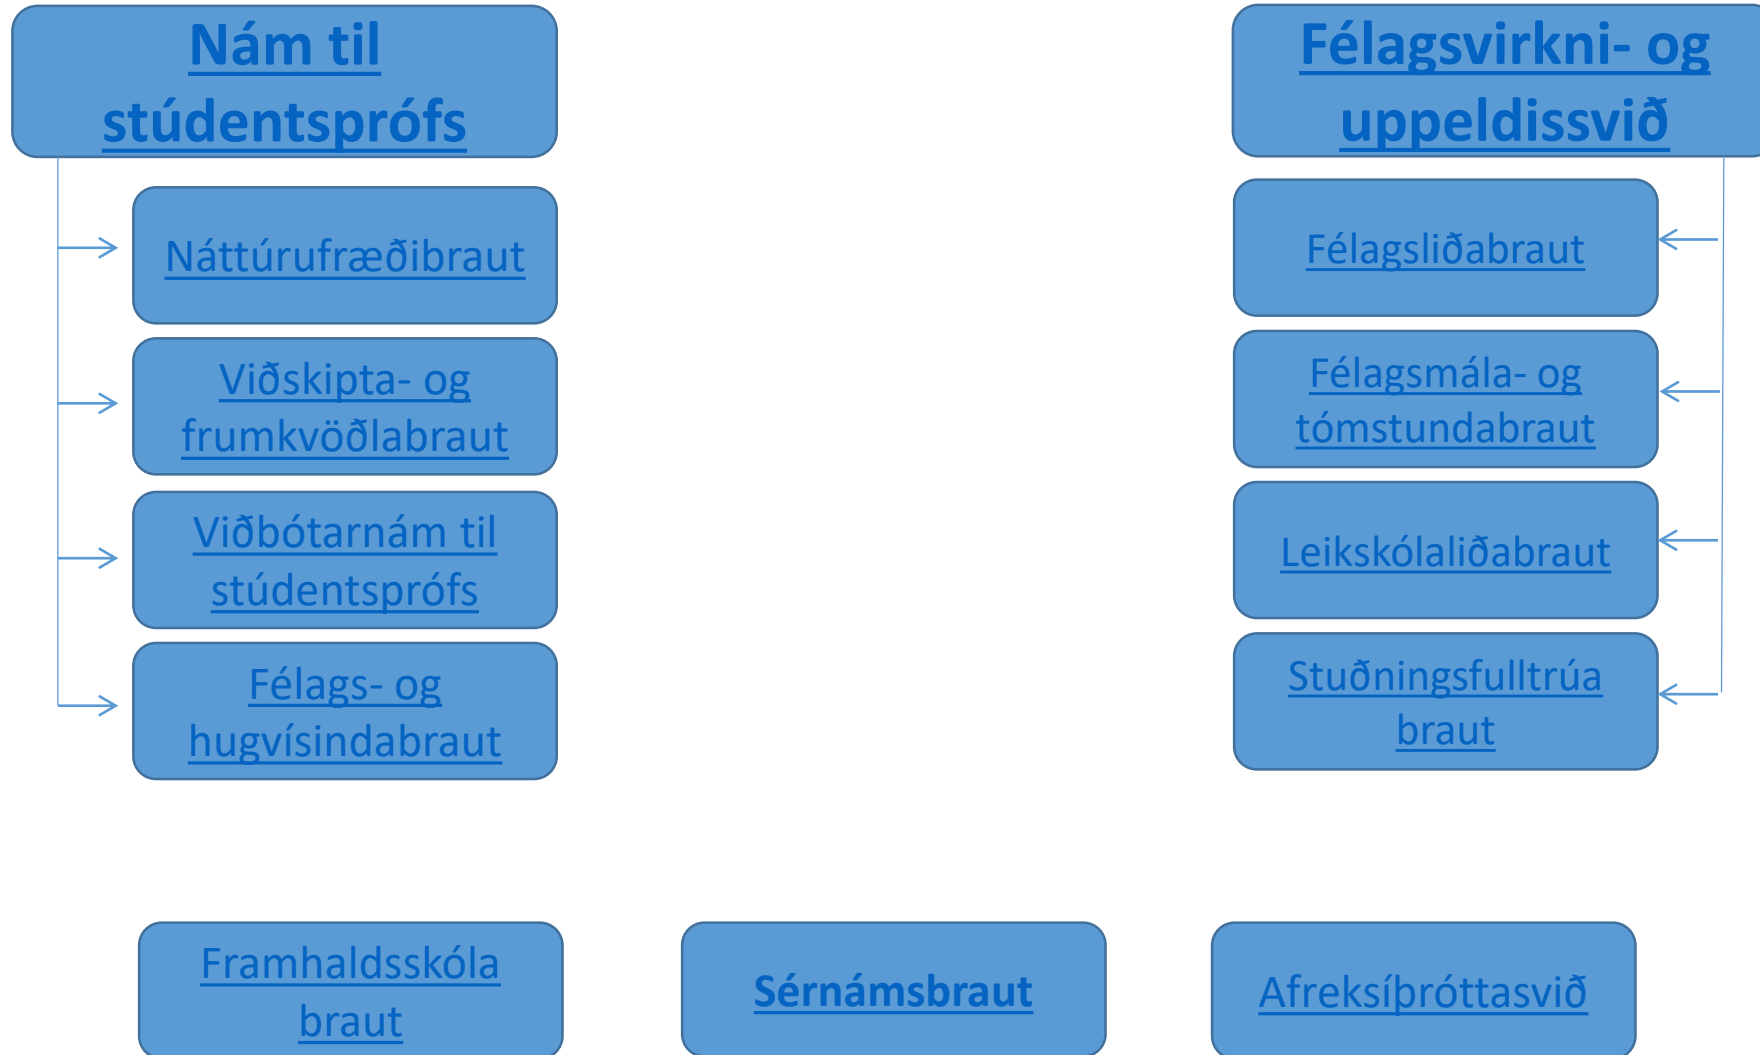 Nám til
stúdentsprófs
Náttúrufræðibraut
Viðskipta- og
frumkvöðlabraut
Viðbótarnám til
stúdentsprófs
Félags- og
hugvísindabraut
Félagsvirkni- og
uppeldissvið
Félagsliðabraut
Félagsmála- og
tómstundabraut
Leikskólaliðabraut
Stuðningsfulltrúa
braut
Framhaldsskóla
braut
Sérnámsbraut
Afreksíþróttasvið